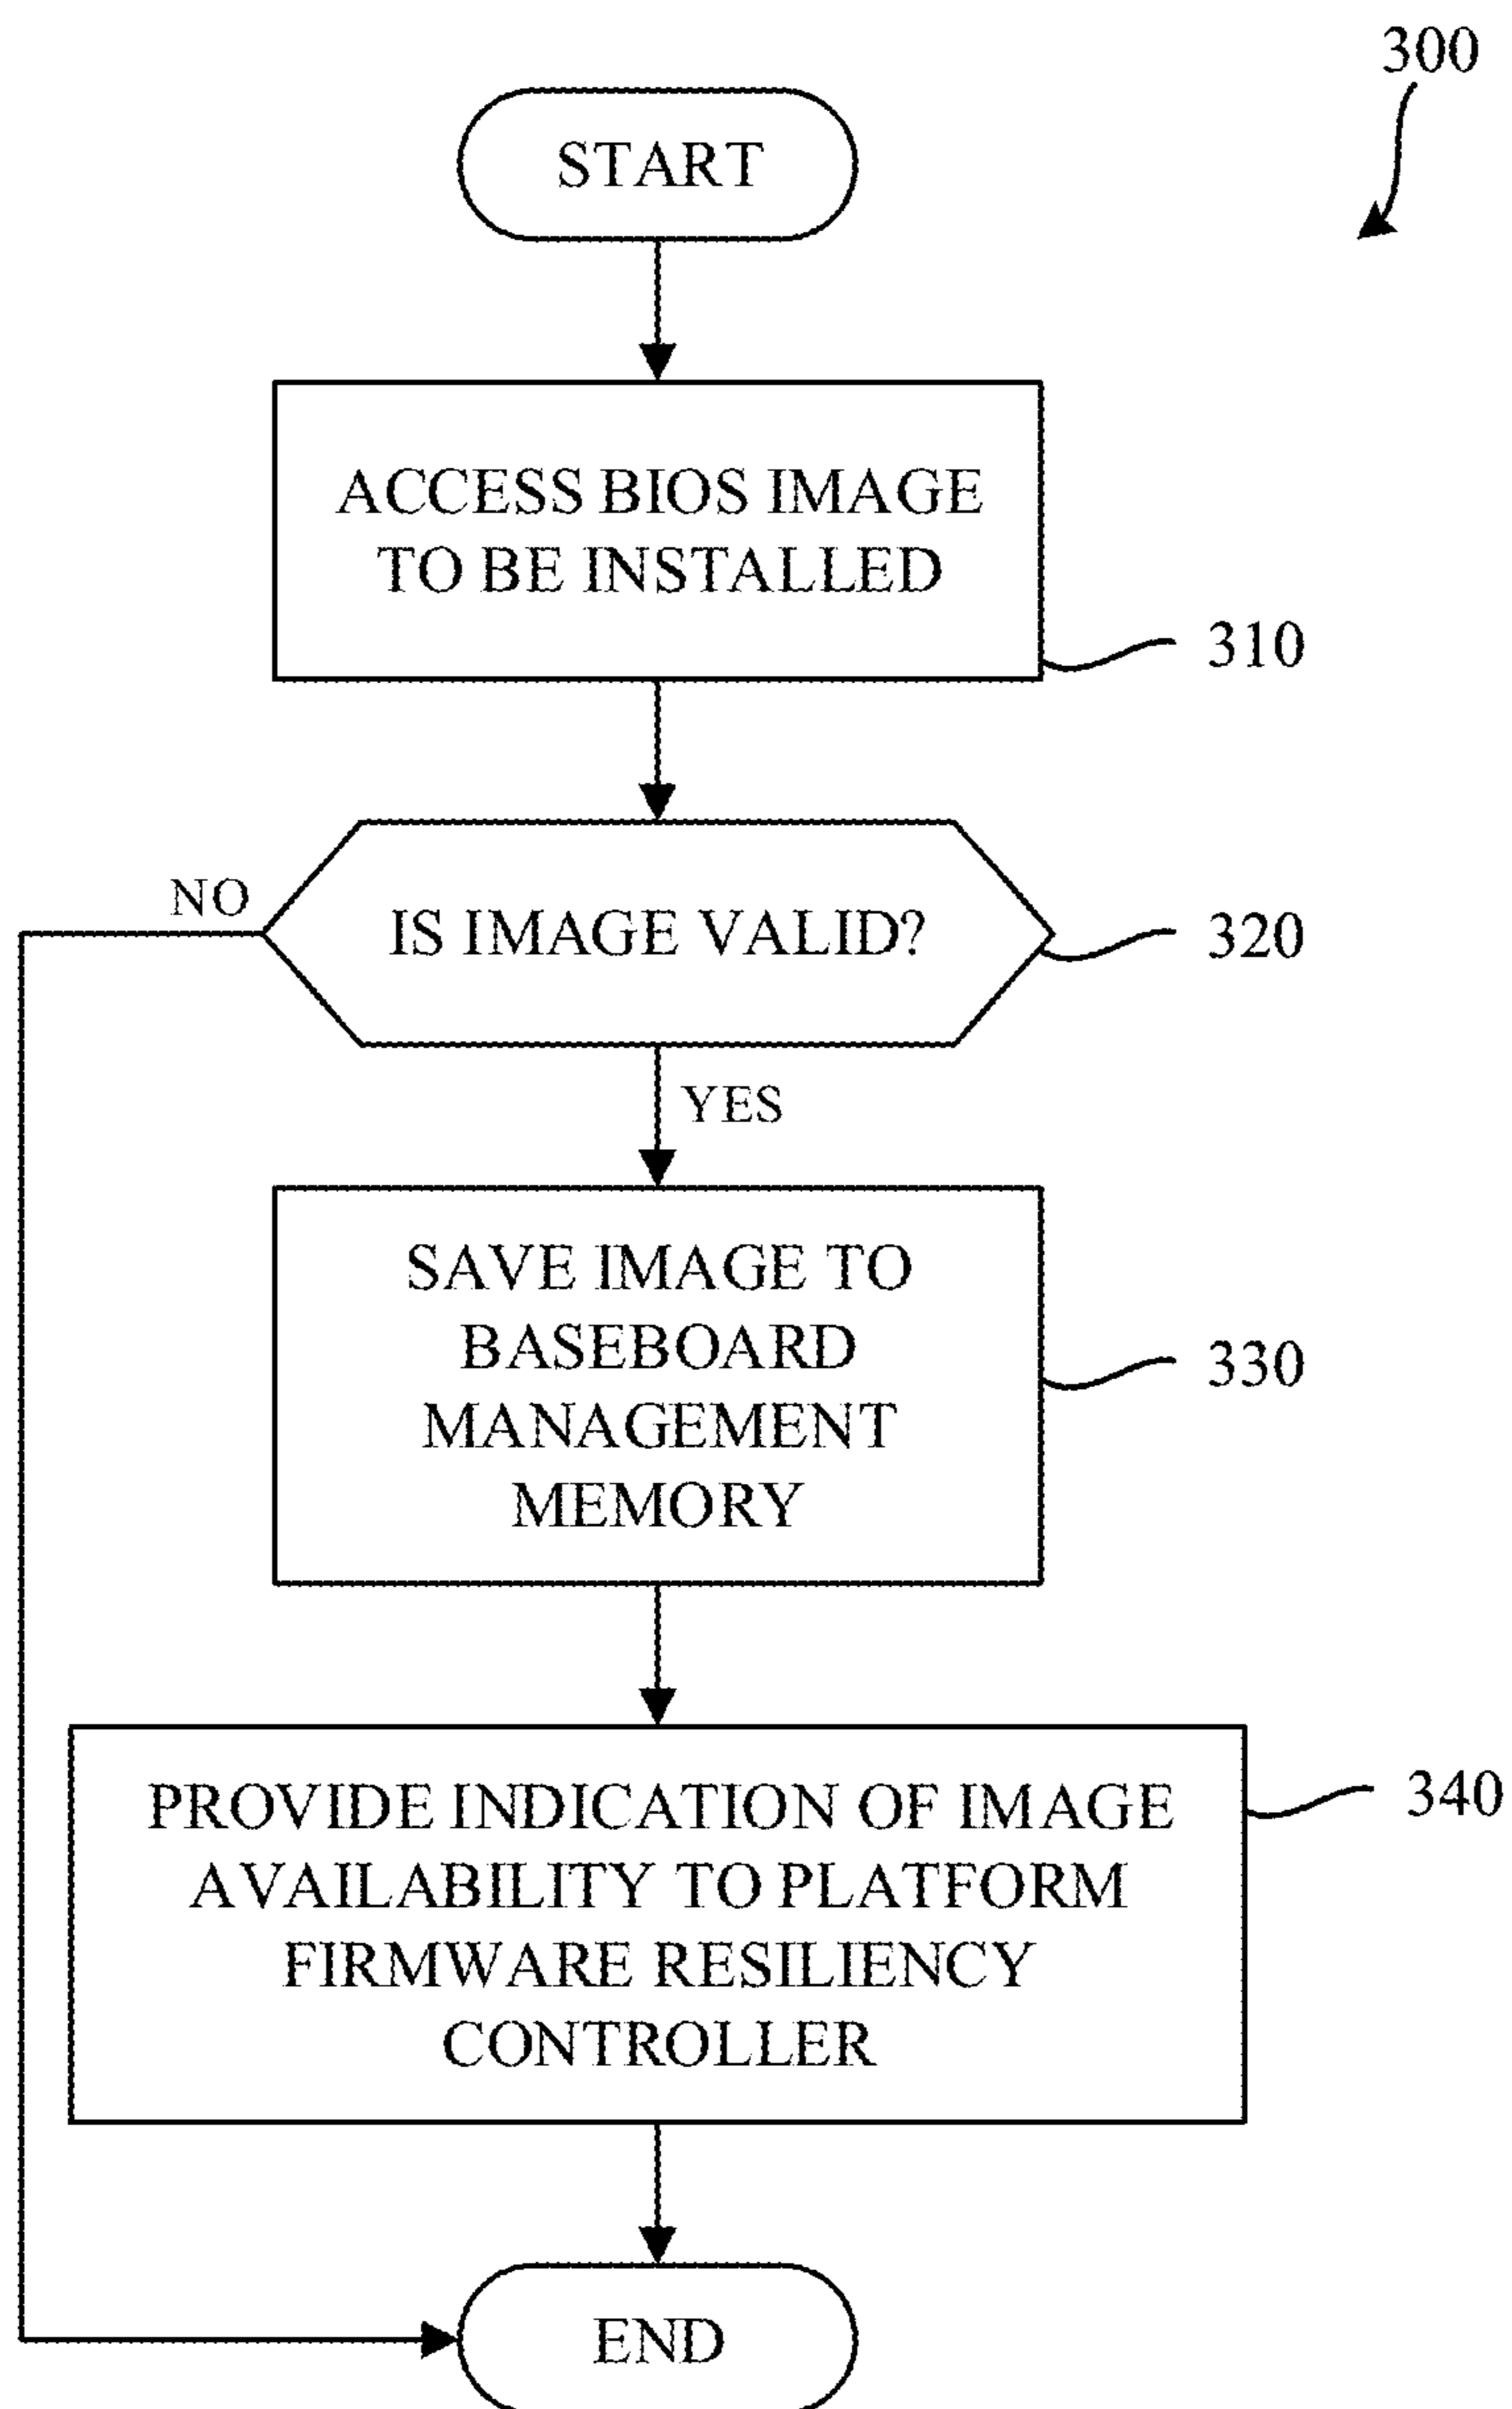 300
START
ACCESS BIOS IMAGE
TO BE INSTALLED
310
NO
IS IMAGE VALID?
320
YES
SAVE IMAGE TO
BASEBOARD
MANAGEMENT
MEMORY
330
PROVIDE INDICATION OF IMAGE
AVAILABILITY TO PLATFORM
FIRMWARE RESILIENCY
CONTROLLER
340
END